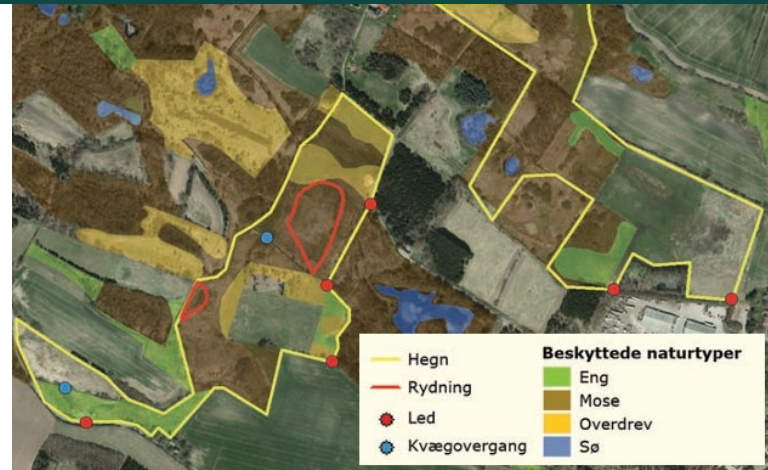 Hegn
Rydning
Led
Kvægovergang
Beskyttede naturtyper
Eng
Mose
Overdrev
Sø